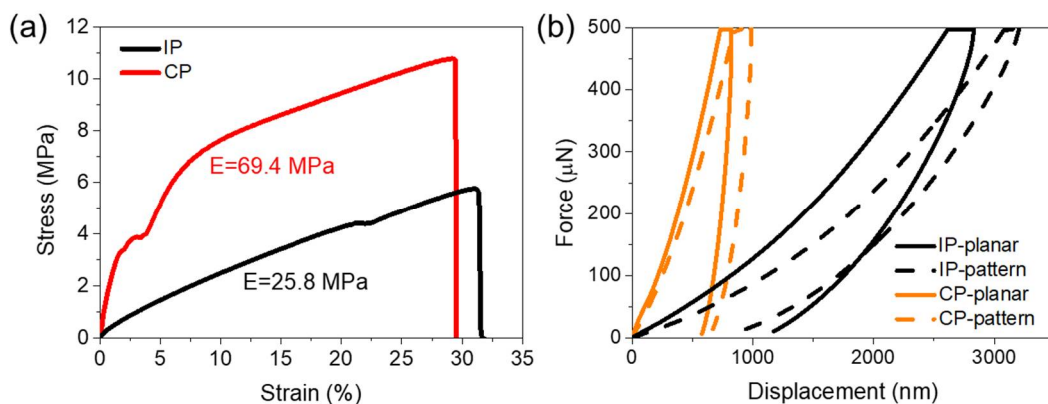 (a)
12
10
8
6
4
2
0
Stress (MPa)
IP
CP
E=69.4 MPa
E=25.8 MPa
0 5 10 15 20 25 30 35
Strain (%)
(b)
500
400
300
200
100
0
Force (μN)
IP-planar
IP-pattern
CP-planar
CP-pattern
0 1000 2000 3000
Displacement (nm)